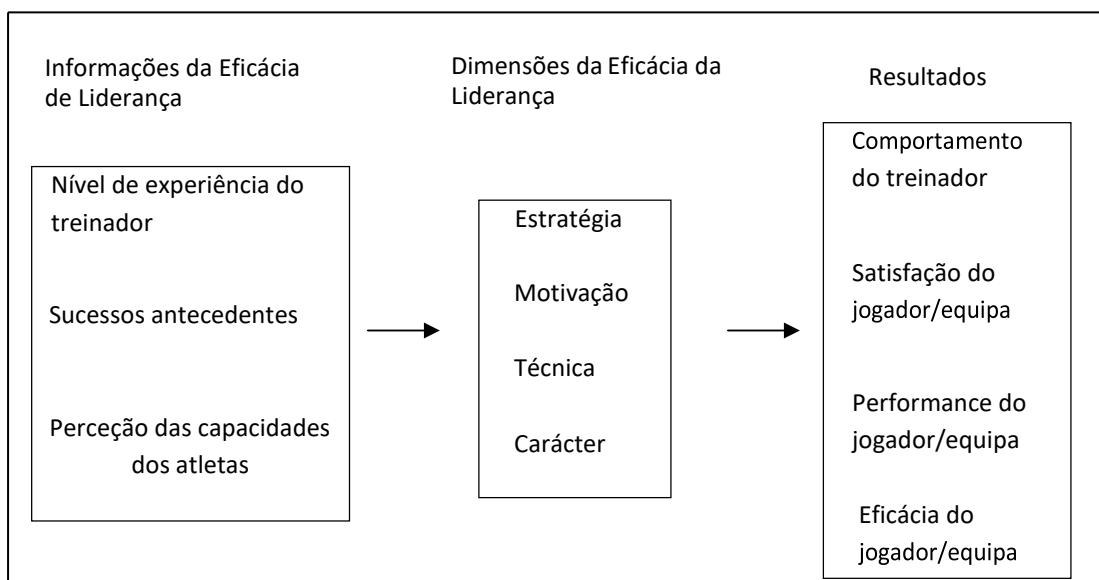 Informações da Eficácia
de Liderança
Nível de experiência do
treinador
Sucessos antecedentes
Perceção das capacidades
dos atletas
Dimensões da Eficácia da
Liderança
Estratégia
Motivação
Técnica
Carácter
Resultados
Comportamento
do treinador
Satisfação do
jogador/equipa
Performance do
jogador/equipa
Eficácia do
jogador/equipa